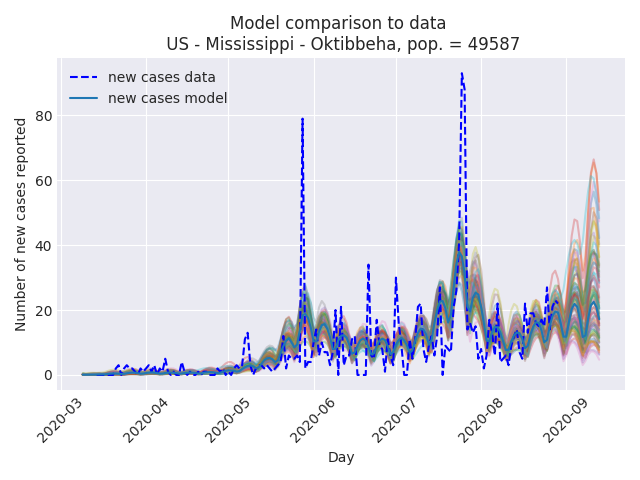 Model comparison to data
US - Mississippi - Oktibbeha, pop. = 49587
new cases data
new cases model
Number of new cases reported
80
60
40
20
0
2020-03
2020-04
2020-05
2020-06
2020-07
2020-08
2020-09
Day